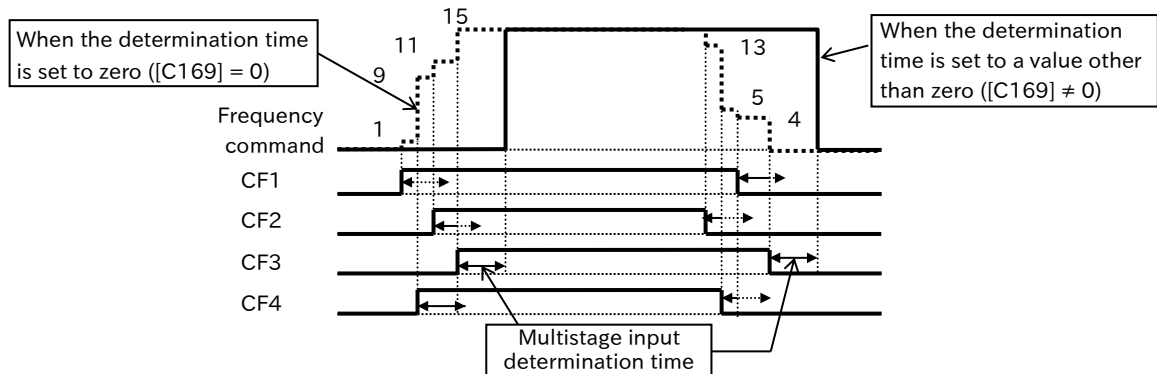 15
When the determination time
is set to zero ([C169] = 0)
11
9
1
Frequency
command
13
5
4
When the determination
time is set to a value other
than zero ([C169] ≠ 0)
CF1
CF2
CF3
CF4
Multistage input
determination time